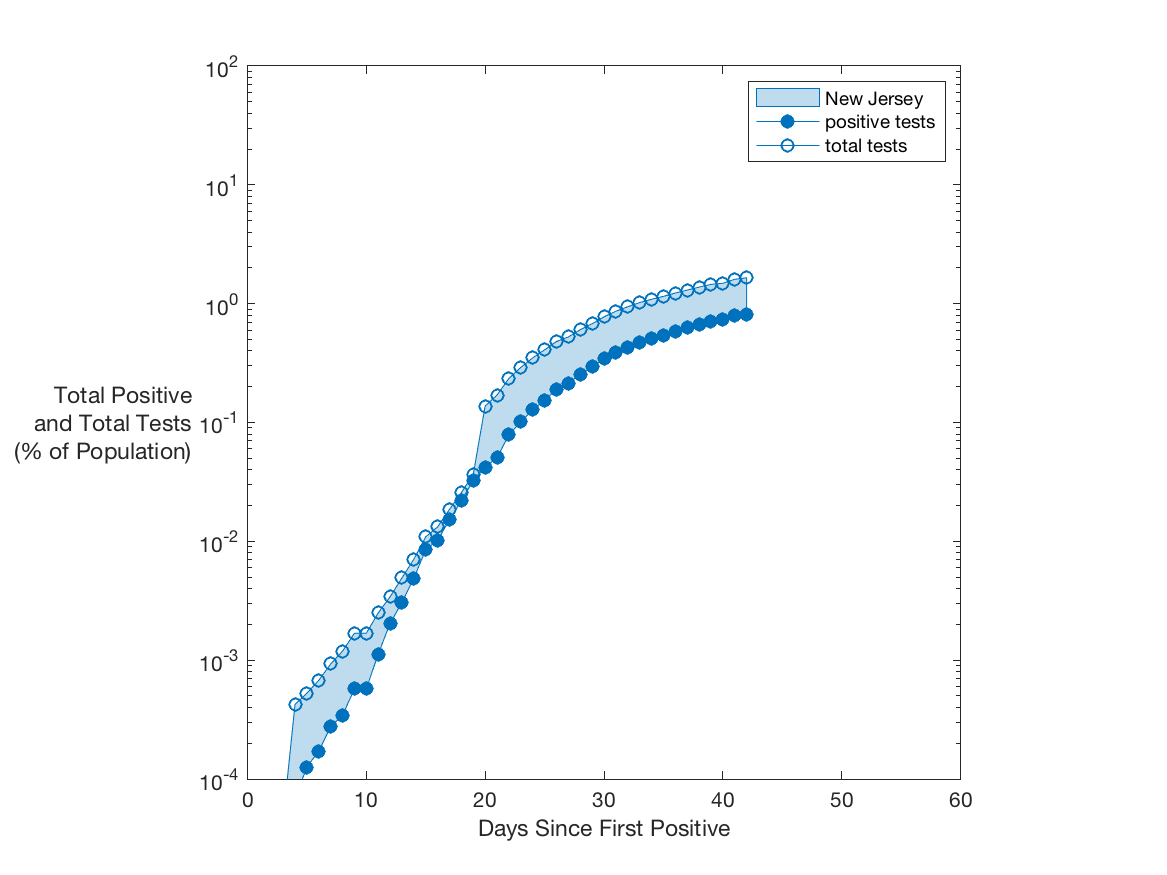 10^2
10^1
10^0
10^-1
10^-2
10^-3
10^-4
Total Positive
and Total Tests
(% of Population)
New Jersey
positive tests
total tests
0 10 20 30 40 50 60
Days Since First Positive